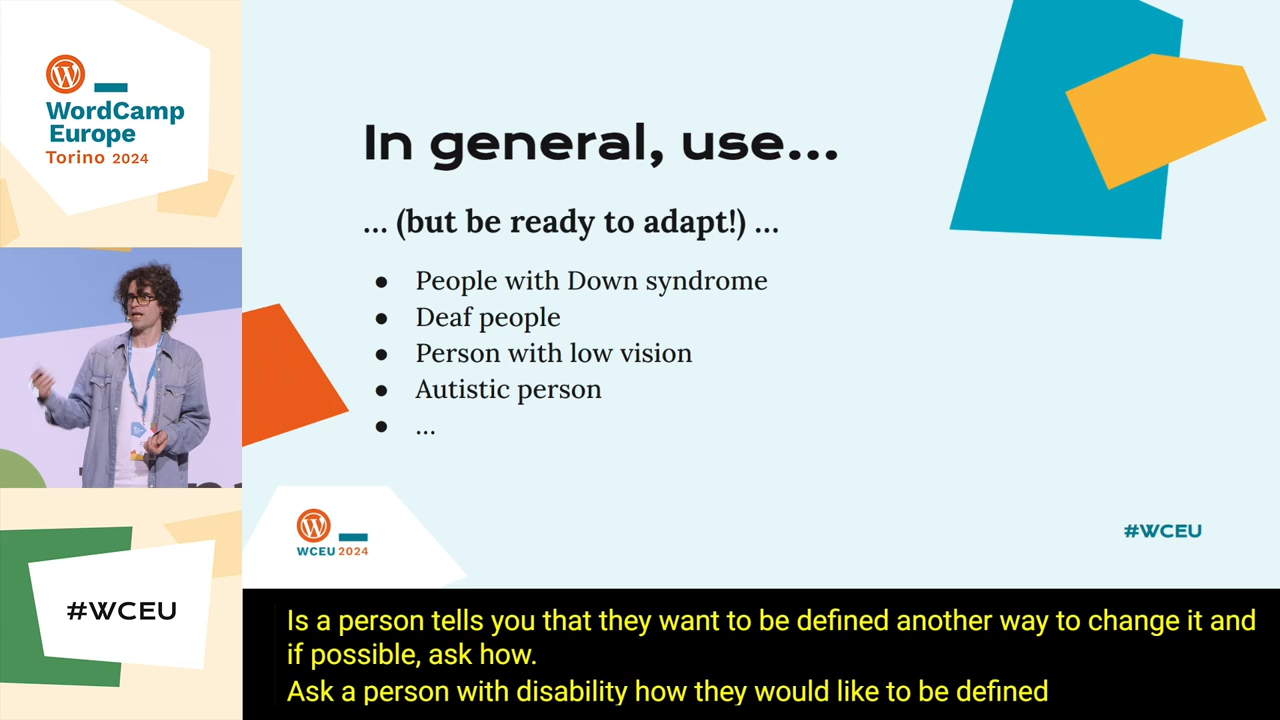 WordCamp
Europe
Torino 2024
In general, use...
... (but be ready to adapt!) ...
● People with Down syndrome
● Deaf people
● Person with low vision
● Autistic person
● ...
WCEU 2024
#WCEU
#WCEU
Is a person tells you that they want to be defined another way to change it and
if possible, ask how.
Ask a person with disability how they would like to be defined